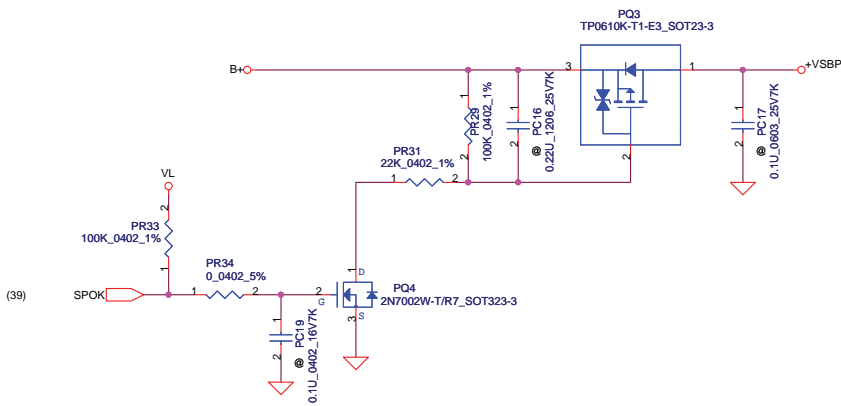 PQ3
TP0610K-T1-E3_SOT23-3
B+
3
1
+VSBP
2
1
2
PR29
100K_0402_1%
1
2
@ PC16
0.22U_1206_25V7K
1
2
@ PC17
0.1U_0603_25V7K
PR31
22K_0402_1%
1
2
VL
2
PR33
100K_0402_1%
1
PR34
0_0402_5%
(39)
SPOK
1
2
2
G
1
D
PQ4
2N7002W-T/R7_SOT323-3
S
3
1
2
@ PC19
0.1U_0402_16V7K